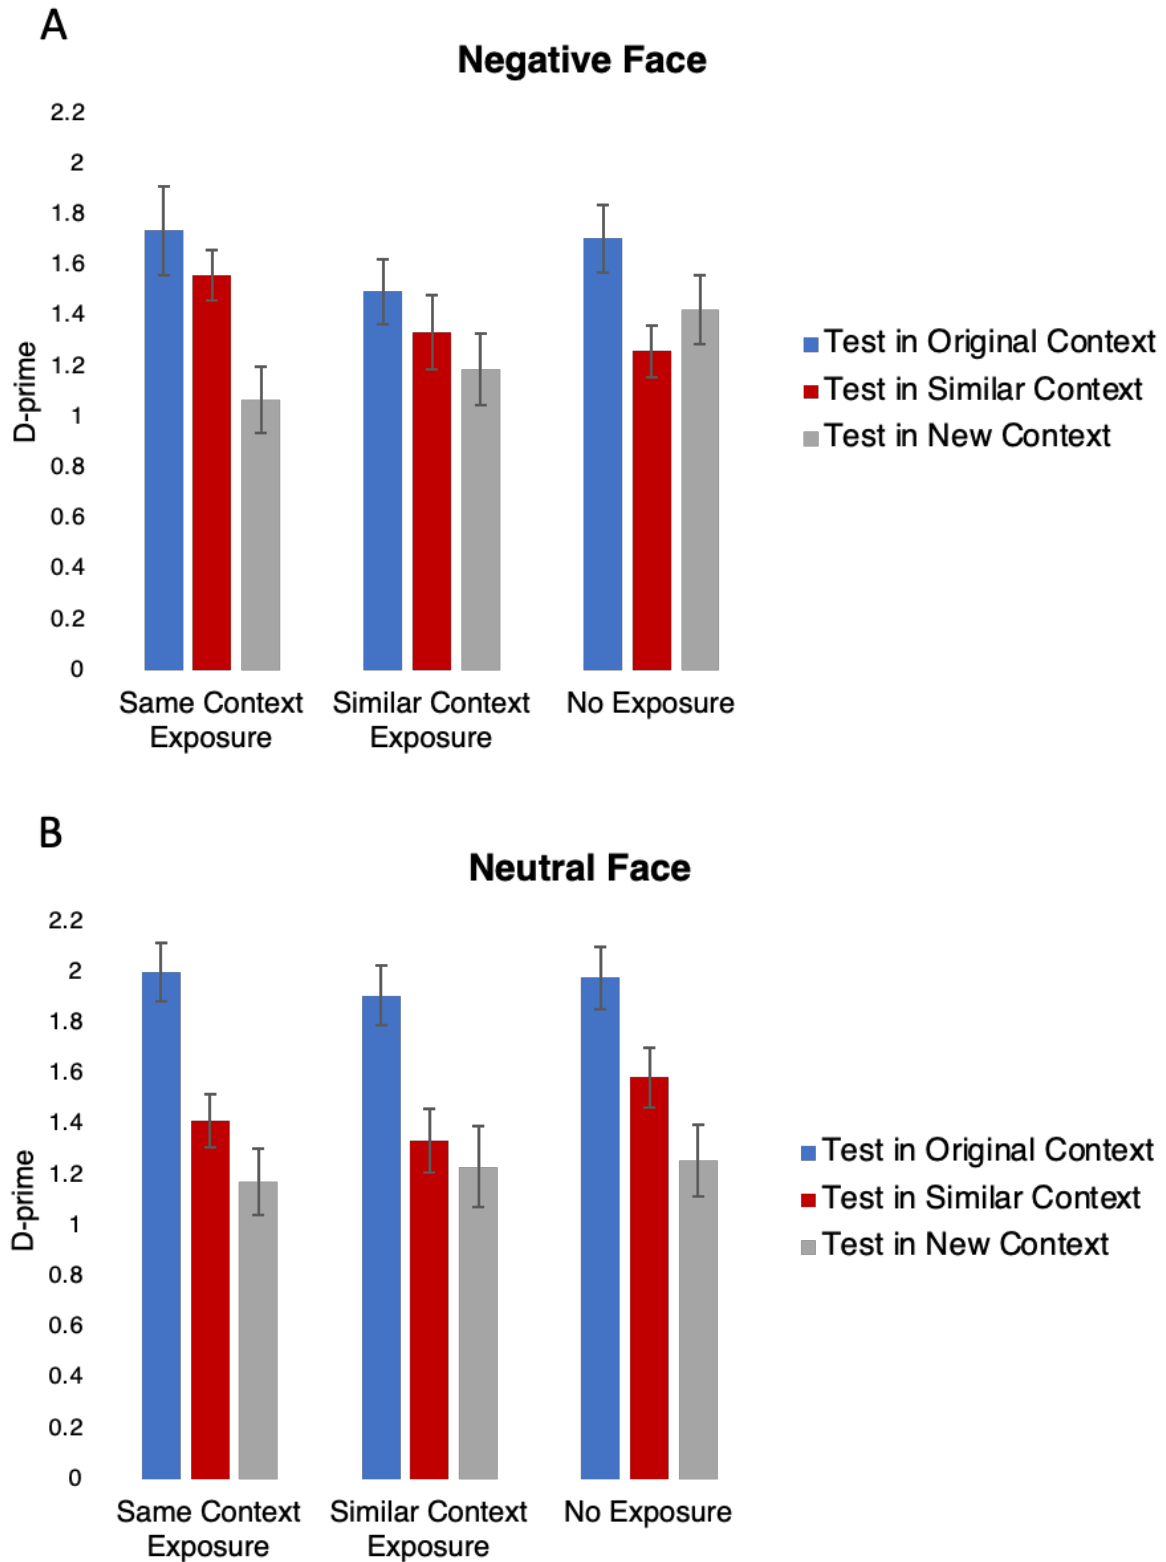 A
Negative Face
2.2
2
1.8
1.6
1.4
1.2
1
0.8
0.6
0.4
0.2
0
D-prime
Same Context
Exposure
Similar Context
Exposure
No Exposure
Test in Original Context
Test in Similar Context
Test in New Context
B
Neutral Face
2.2
2
1.8
1.6
1.4
1.2
1
0.8
0.6
0.4
0.2
0
D-prime
Same Context
Exposure
Similar Context
Exposure
No Exposure
Test in Original Context
Test in Similar Context
Test in New Context